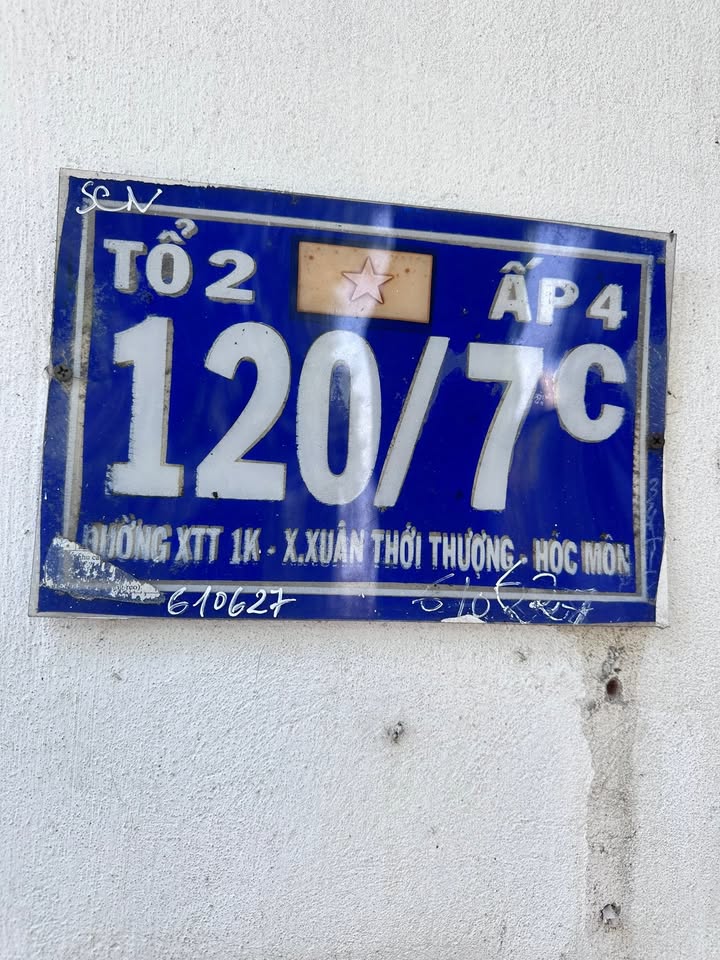 SCN
TỔ 2 ẤP 4
120/7C
ĐƯỜNG XTT 1K - X.XUÂN THỚI THƯỢNG - HÓC MÔN
610627